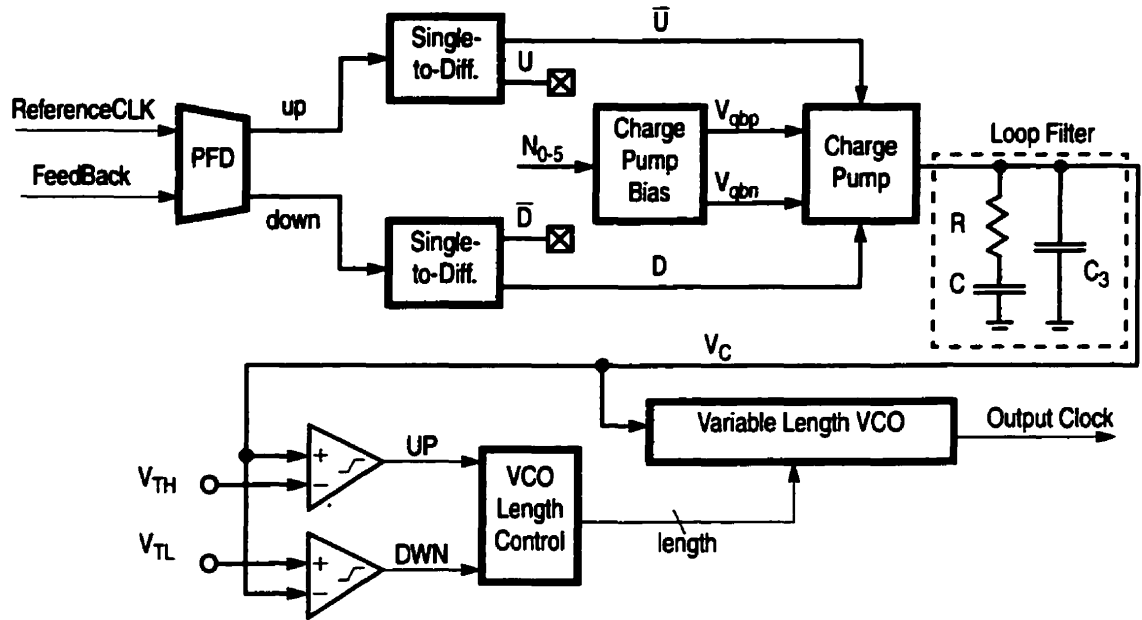 Single-
to-Diff.
U̅
U
ReferenceCLK
up
PFD
FeedBack
down
N0-5
Charge
Pump
Bias
Vqbp
Vqbn
Charge
Pump
Loop Filter
R
C
C3
Single-
to-Diff.
D̅
D
VC
Variable Length VCO
Output Clock
VTH
+
−
UP
VCO
Length
Control
length
VTL
+
−
DWN